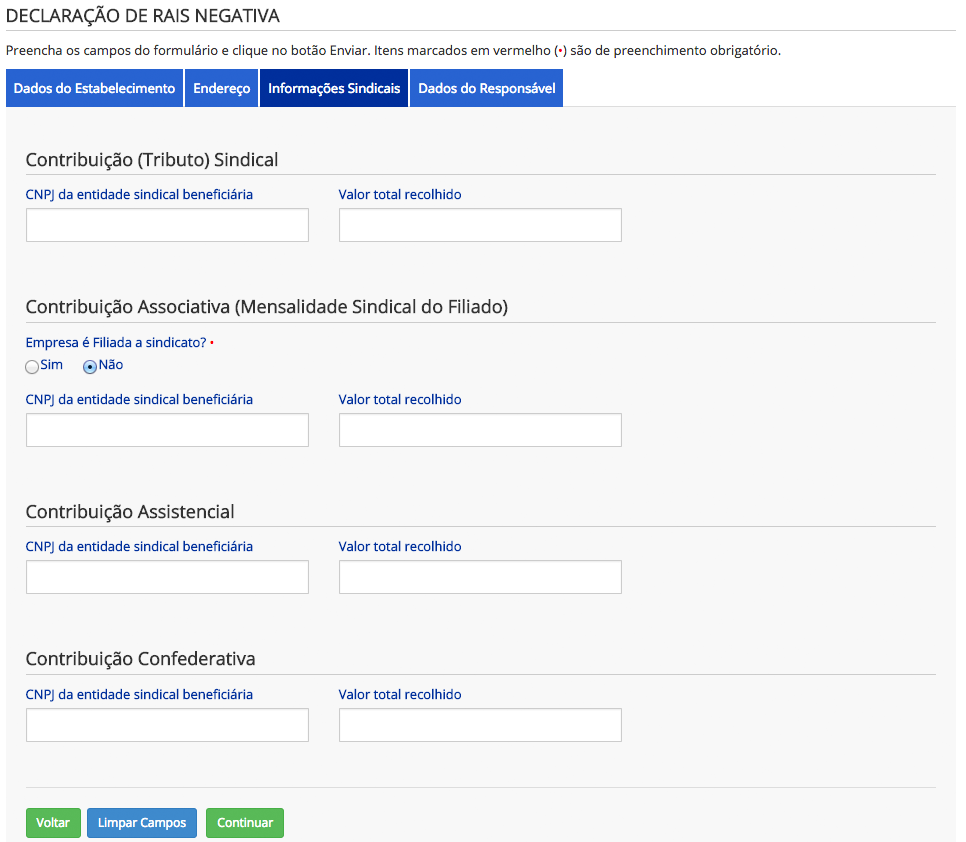 DECLARAÇÃO DE RAIS NEGATIVA
Preencha os campos do formulário e clique no botão Enviar. Itens marcados em vermelho (•) são de preenchimento obrigatório.
Dados do Estabelecimento Endereço Informações Sindicais Dados do Responsável
Contribuição (Tributo) Sindical
CNPJ da entidade sindical beneficiária Valor total recolhido
Contribuição Associativa (Mensalidade Sindical do Filiado)
Empresa é Filiada a sindicato? •
Sim Não
CNPJ da entidade sindical beneficiária Valor total recolhido
Contribuição Assistencial
CNPJ da entidade sindical beneficiária Valor total recolhido
Contribuição Confederativa
CNPJ da entidade sindical beneficiária Valor total recolhido
Voltar Limpar Campos Continuar